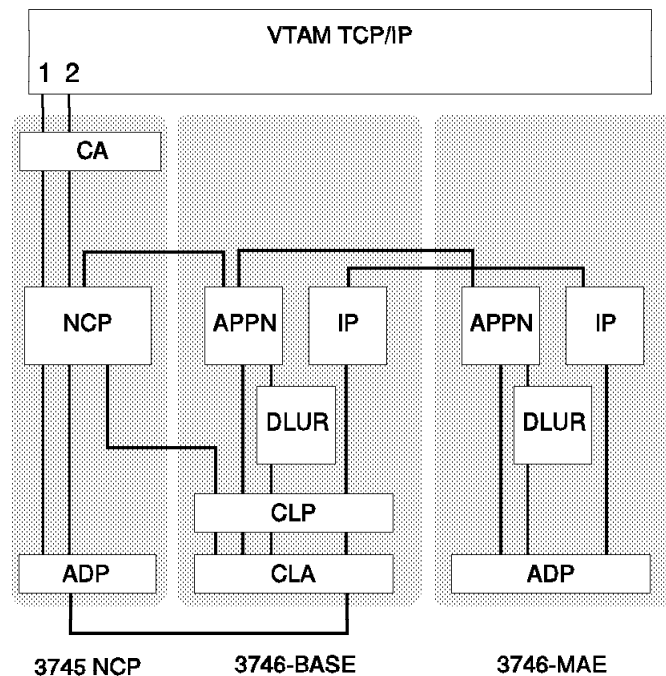 VTAM TCP/IP
1 2
CA
NCP
APPN
IP
APPN
IP
DLUR
DLUR
CLP
ADP
CLA
ADP
3745 NCP
3746-BASE
3746-MAE